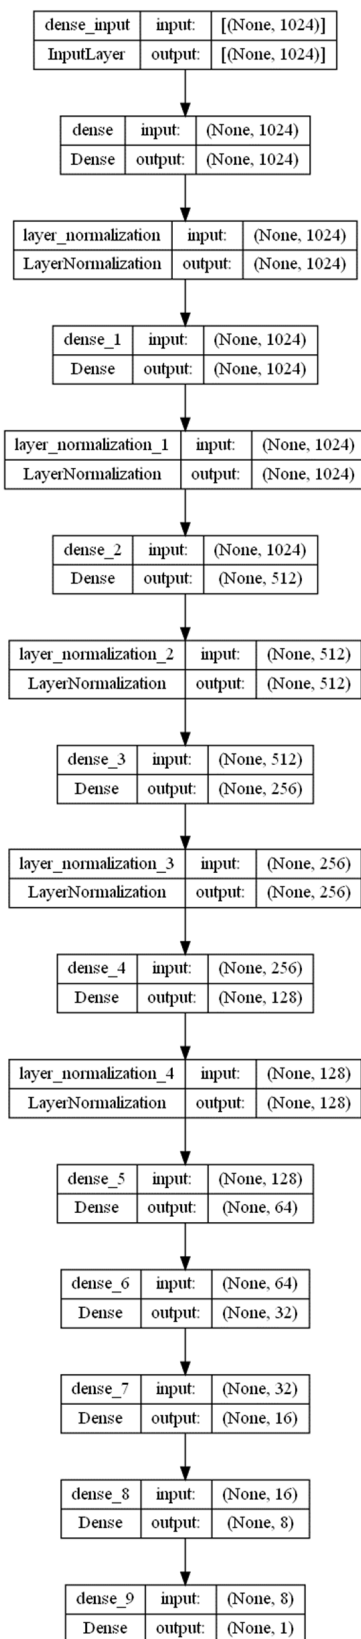 dense_input input: [(None, 1024)]
InputLayer output: [(None, 1024)]
dense input: (None, 1024)
Dense output: (None, 1024)
layer_normalization input: (None, 1024)
LayerNormalization output: (None, 1024)
dense_1 input: (None, 1024)
Dense output: (None, 1024)
layer_normalization_1 input: (None, 1024)
LayerNormalization output: (None, 1024)
dense_2 input: (None, 1024)
Dense output: (None, 512)
layer_normalization_2 input: (None, 512)
LayerNormalization output: (None, 512)
dense_3 input: (None, 512)
Dense output: (None, 256)
layer_normalization_3 input: (None, 256)
LayerNormalization output: (None, 256)
dense_4 input: (None, 256)
Dense output: (None, 128)
layer_normalization_4 input: (None, 128)
LayerNormalization output: (None, 128)
dense_5 input: (None, 128)
Dense output: (None, 64)
dense_6 input: (None, 64)
Dense output: (None, 32)
dense_7 input: (None, 32)
Dense output: (None, 16)
dense_8 input: (None, 16)
Dense output: (None, 8)
dense_9 input: (None, 8)
Dense output: (None, 1)